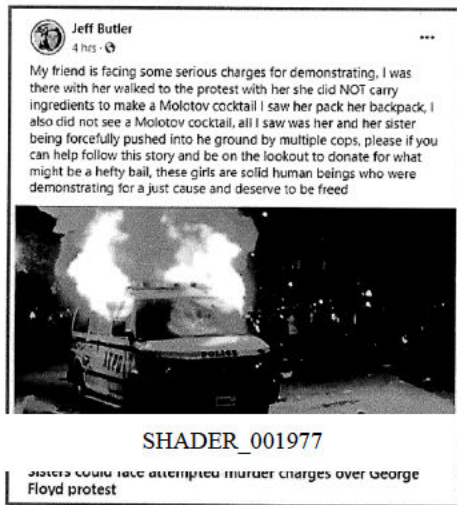 Jeff Butler
4 hrs ·
My friend is facing some serious charges for demonstrating, I was
there with her walked to the protest with her she did NOT carry
ingredients to make a Molotov cocktail I saw her pack her backpack, I
also did not see a Molotov cocktail, all I saw was her and her sister
being forcefully pushed into he ground by multiple cops, please if you
can help follow this story and be on the lookout to donate for what
might be a hefty bail, these girls are solid human beings who were
demonstrating for a just cause and deserve to be freed
POLICE
SHADER_001977
Sisters could face attempted murder charges over George
Floyd protest